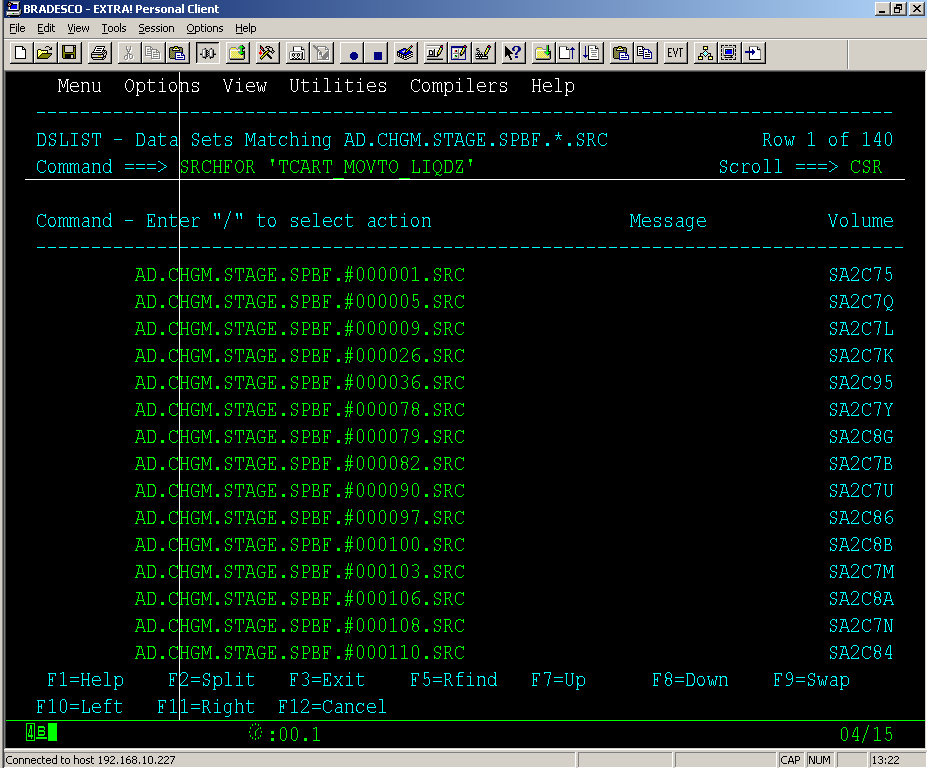 BRADESCO - EXTRA! Personal Client
File Edit View Tools Session Options Help
EVT
Menu Options View Utilities Compilers Help
DSLIST - Data Sets Matching AD.CHGM.STAGE.SPBF.*.SRC Row 1 of 140
Command ===> SRCHFOR 'TCART_MOVTO_LIQDZ' Scroll ===> CSR
Command - Enter "/" to select action Message Volume
AD.CHGM.STAGE.SPBF.#000001.SRC SA2C75
AD.CHGM.STAGE.SPBF.#000005.SRC SA2C7Q
AD.CHGM.STAGE.SPBF.#000009.SRC SA2C7L
AD.CHGM.STAGE.SPBF.#000026.SRC SA2C7K
AD.CHGM.STAGE.SPBF.#000036.SRC SA2C95
AD.CHGM.STAGE.SPBF.#000078.SRC SA2C7Y
AD.CHGM.STAGE.SPBF.#000079.SRC SA2C8G
AD.CHGM.STAGE.SPBF.#000082.SRC SA2C7B
AD.CHGM.STAGE.SPBF.#000090.SRC SA2C7U
AD.CHGM.STAGE.SPBF.#000097.SRC SA2C86
AD.CHGM.STAGE.SPBF.#000100.SRC SA2C8B
AD.CHGM.STAGE.SPBF.#000103.SRC SA2C7M
AD.CHGM.STAGE.SPBF.#000106.SRC SA2C8A
AD.CHGM.STAGE.SPBF.#000108.SRC SA2C7N
AD.CHGM.STAGE.SPBF.#000110.SRC SA2C84
F1=Help F2=Split F3=Exit F5=Rfind F7=Up F8=Down F9=Swap
F10=Left F11=Right F12=Cancel
4B :00.1 04/15
Connected to host 192.168.10.227 CAP NUM 13:22